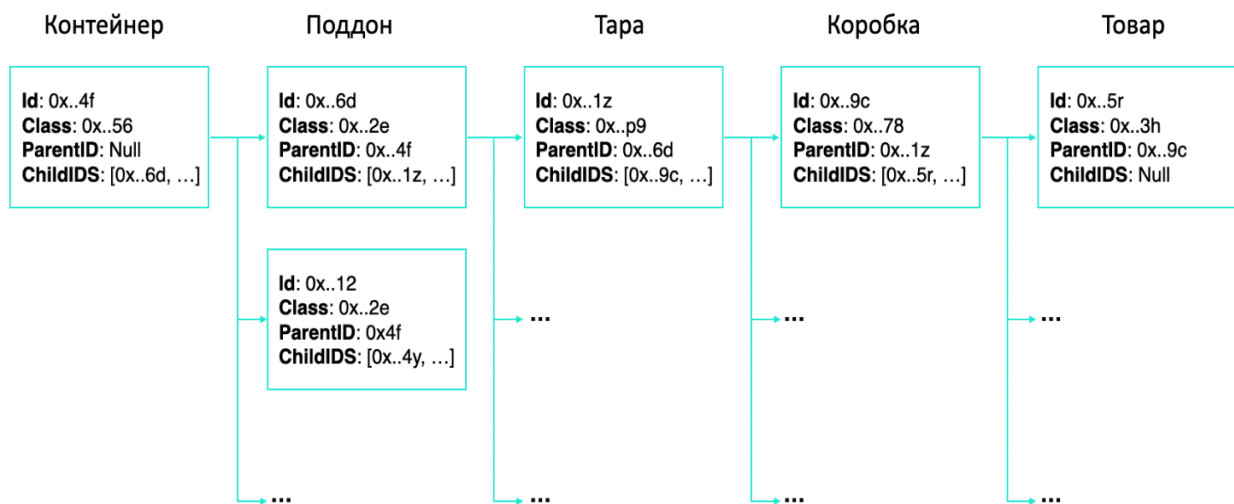 Контейнер
Поддон
Тара
Коробка
Товар
Id: 0x..4f
Class: 0x..56
ParentID: Null
ChildIDS: [0x..6d, ...]
Id: 0x..6d
Class: 0x..2e
ParentID: 0x..4f
ChildIDS: [0x..1z, ...]
Id: 0x..1z
Class: 0x..p9
ParentID: 0x..6d
ChildIDS: [0x..9c, ...]
Id: 0x..9c
Class: 0x..78
ParentID: 0x..1z
ChildIDS: [0x..5r, ...]
Id: 0x..5r
Class: 0x..3h
ParentID: 0x..9c
ChildIDS: Null
Id: 0x..12
Class: 0x..2e
ParentID: 0x4f
ChildIDS: [0x..4y, ...]
...
...
...
...
...
...
...